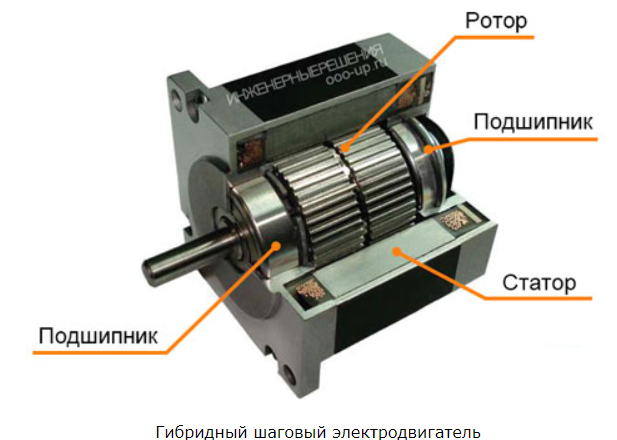 Ротор
ИНЖЕНЕРНЫЕРЕШЕНИЯ
ooo-up.ru
Подшипник
Статор
Подшипник
Гибридный шаговый электродвигатель